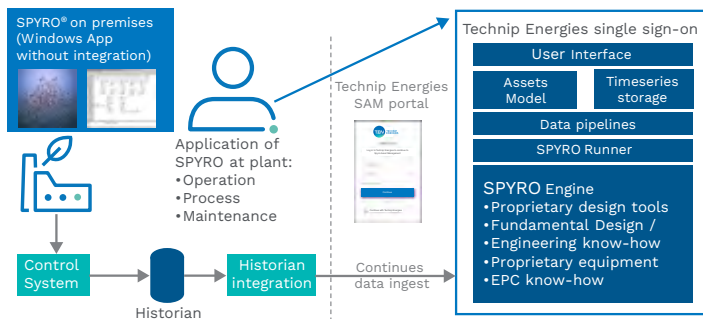 SPYRO® on premises
(Windows App
without integration)
Application of
SPYRO at plant:
•Operation
•Process
•Maintenance
Control
System
Historian
Historian
integration
Technip Energies
SAM portal
Continues
data ingest
Technip Energies single sign-on
User Interface
Assets
Model
Timeseries
storage
Data pipelines
SPYRO Runner
SPYRO Engine
•Proprietary design tools
•Fundamental Design /
•Engineering know-how
•Proprietary equipment
•EPC know-how